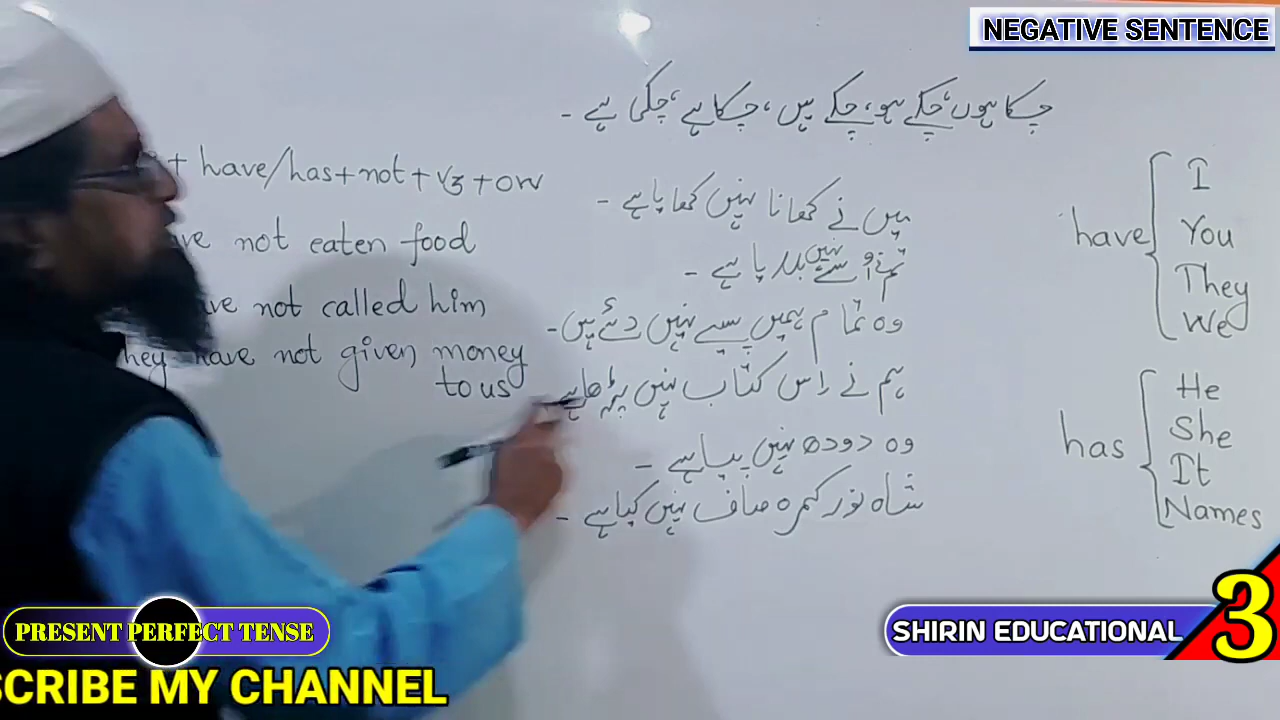 NEGATIVE SENTENCE
چکا ہوں، چکے ہو، چکے ہیں، چکا ہے، چکی ہے ۔
+ have/has+not+v3+ow
ve not eaten food
ve not called him
hey have not given money
to us
میں نے کھانا نہیں کھایا ہے ۔
تم نے اُسے نہیں بلایا ہے ۔
وہ تمام ہمیں پیسے نہیں دئے ہیں ۔
ہم نے اس کتاب نہیں پڑھا ہے
وہ دودھ نہیں پیا ہے ۔
شاہ نور کمرہ صاف نہیں کیا ہے ۔
have
I
You
They
We
has
He
She
It
Names
PRESENT PERFECT TENSE
SHIRIN EDUCATIONAL
3
SCRIBE MY CHANNEL